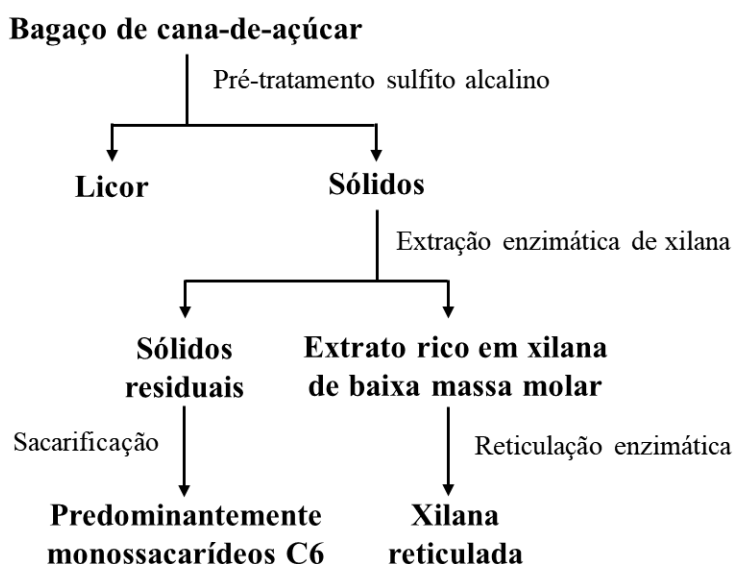 Bagaço de cana-de-açúcar
Pré-tratamento sulfito alcalino
Licor
Sólidos
Extração enzimática de xilana
Sólidos
residuais
Extrato rico em xilana
de baixa massa molar
Sacarificação
Reticulação enzimática
Predominantemente
monossacarídeos C6
Xilana
reticulada